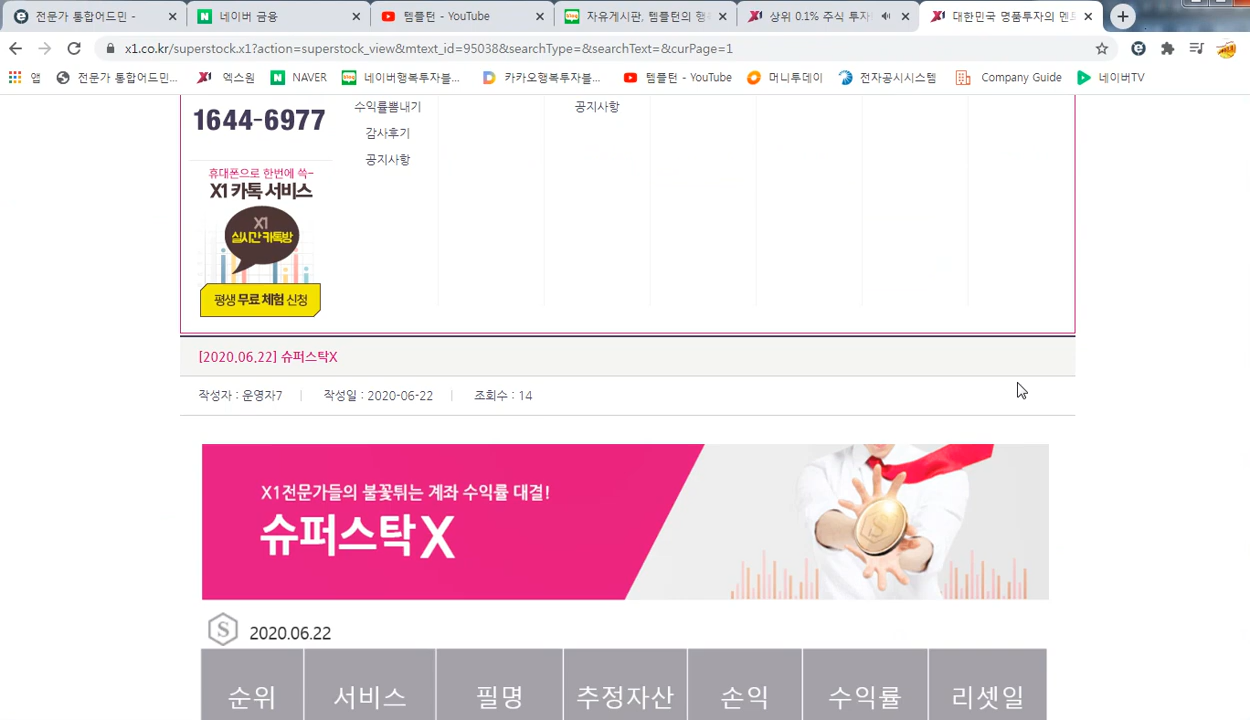 전문가 통합어드민 -
네이버 금융
템플턴 - YouTube
자유게시판, 템플턴의 행
상위 0.1% 주식 투자
대한민국 명품투자의 멘토
x1.co.kr/superstock.x1?action=superstock_view&mtext_id=95038&searchType=&searchText=&curPage=1
앱
전문가 통합어드민...
엑스원
NAVER
네이버행복투자블...
카카오행복투자블...
템플턴 - YouTube
머니투데이
전자공시시스템
Company Guide
네이버TV
1644-6977
수익률뽐내기
감사후기
공지사항
공지사항
휴대폰으로 한번에 쓱~
X1 카톡 서비스
X1
실시간 카톡방
평생 무료 체험 신청
[2020.06.22] 슈퍼스탁X
작성자 : 운영자7
작성일 : 2020-06-22
조회수 : 14
X1전문가들의 불꽃튀는 계좌 수익률 대결!
슈퍼스탁X
2020.06.22
순위 서비스 필명 추정자산 손익 수익률 리셋일